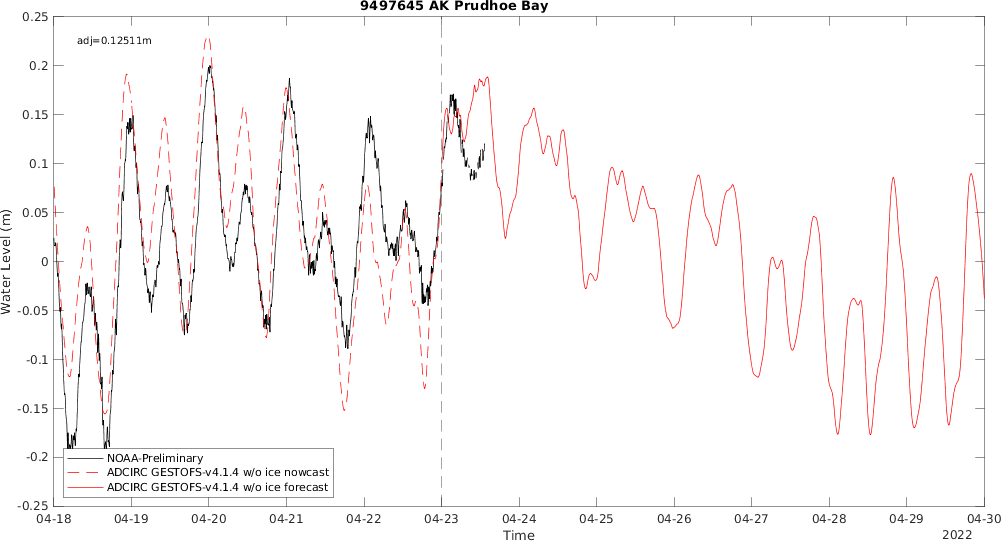 9497645 AK Prudhoe Bay
adj=0.12511m
0.25
0.2
0.15
0.1
0.05
0
-0.05
-0.1
-0.15
-0.2
-0.25
Water Level (m)
NOAA-Preliminary
ADCIRC GESTOFS-v4.1.4 w/o ice nowcast
ADCIRC GESTOFS-v4.1.4 w/o ice forecast
04-18 04-19 04-20 04-21 04-22 04-23 04-24 04-25 04-26 04-27 04-28 04-29 04-30
Time
2022